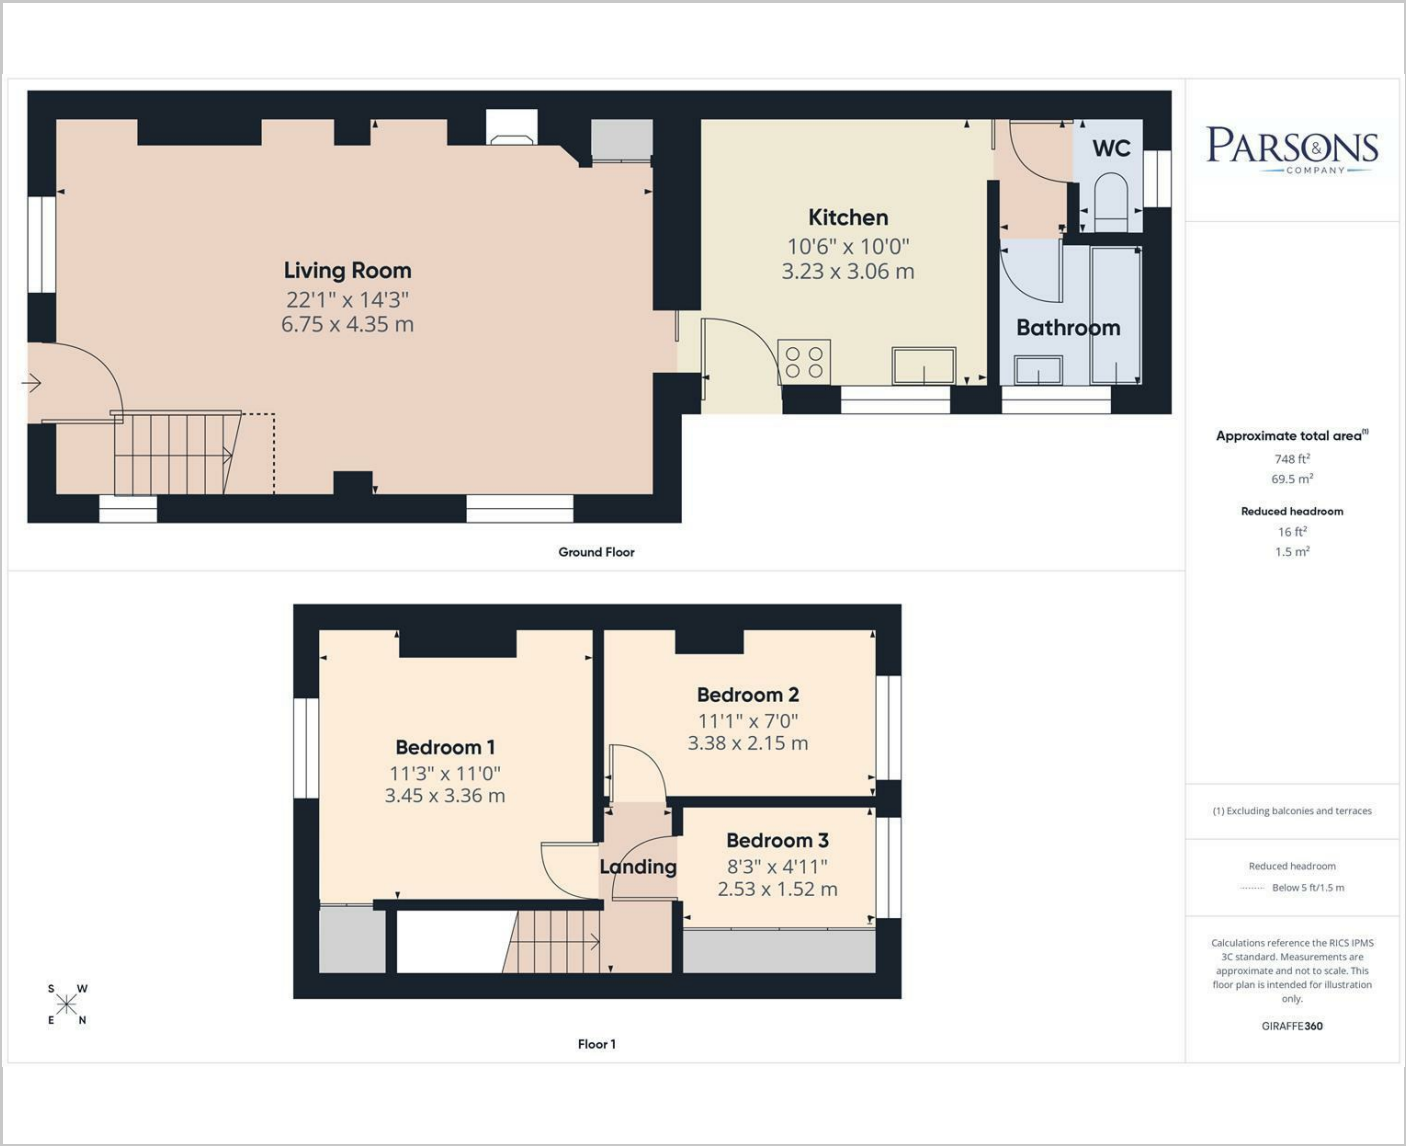 Living Room
22'1" x 14'3"
6.75 x 4.35 m
Kitchen
10'6" x 10'0"
3.23 x 3.06 m
WC
Bathroom
Ground Floor
Bedroom 1
11'3" x 11'0"
3.45 x 3.36 m
Bedroom 2
11'1" x 7'0"
3.38 x 2.15 m
Landing
Bedroom 3
8'3" x 4'11"
2.53 x 1.52 m
S W
E N
Floor 1
PARSONS
&
COMPANY
Approximate total area(1)
748 ft²
69.5 m²
Reduced headroom
16 ft²
1.5 m²
(1) Excluding balconies and terraces
Reduced headroom
Below 5 ft/1.5 m
Calculations reference the RICS IPMS
3C standard. Measurements are
approximate and not to scale. This
floor plan is intended for illustration
only.
GIRAFFE360